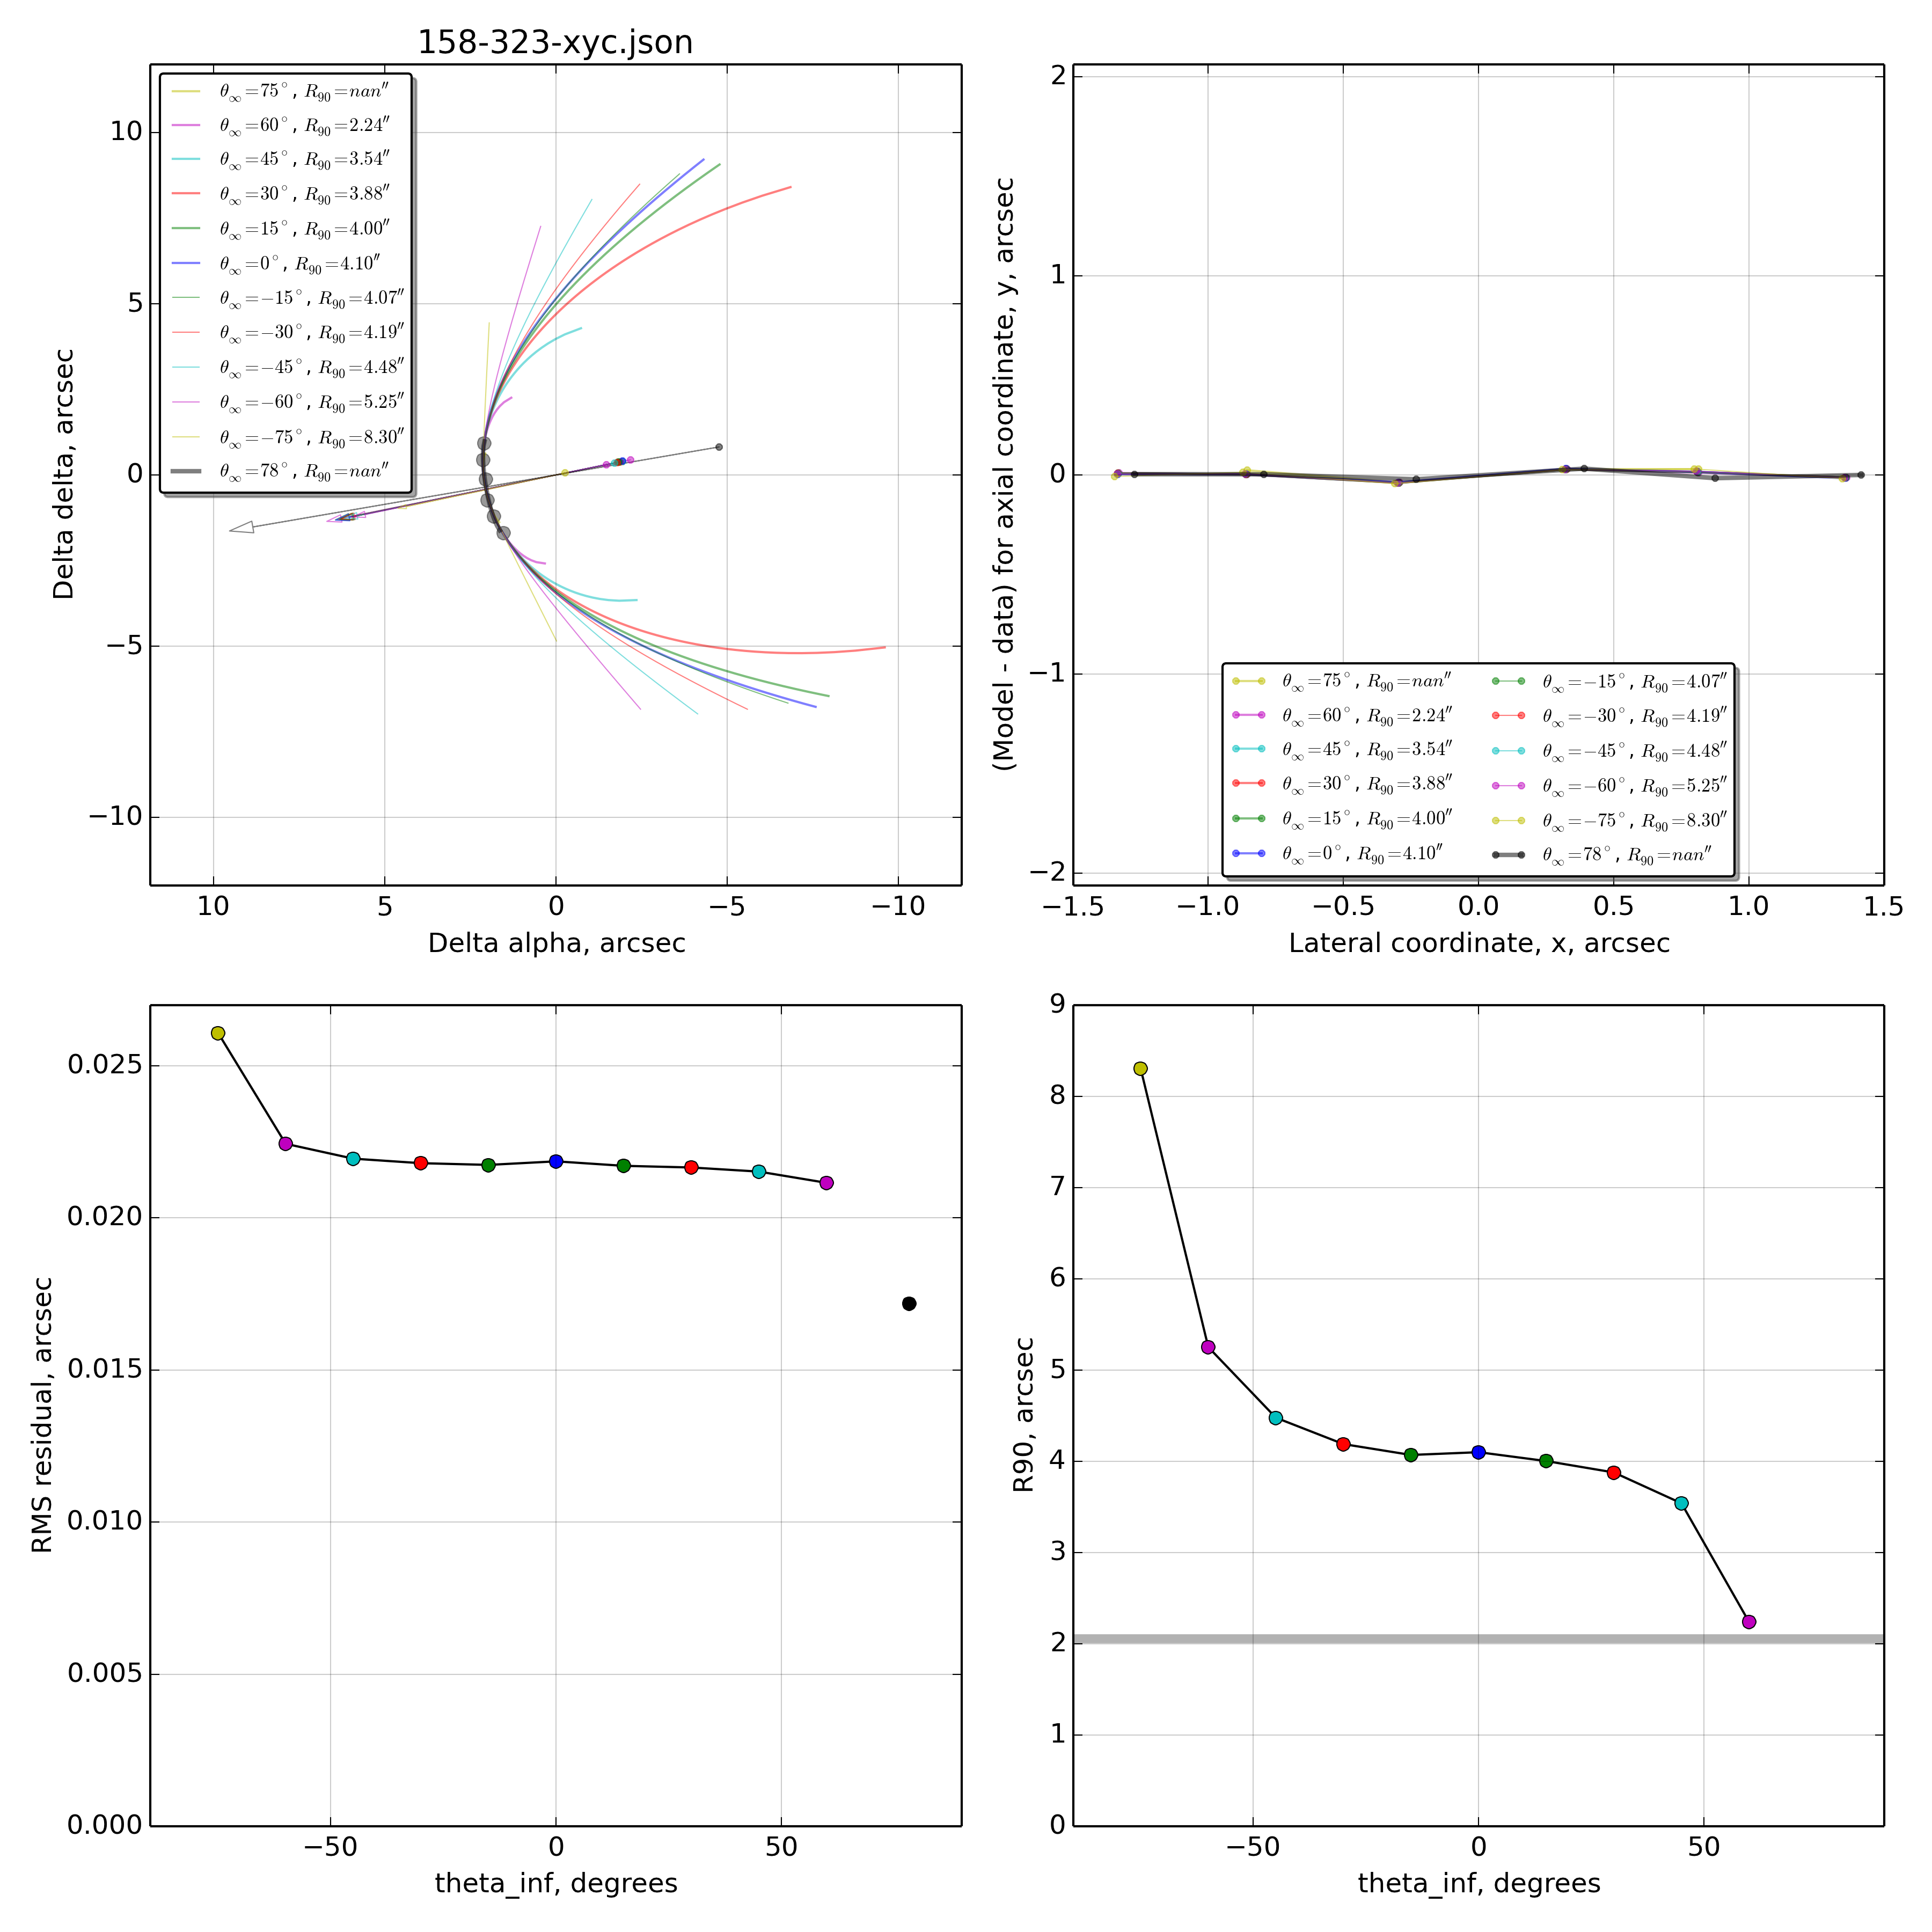 158-323-xyc.json
θ∞=75°, R90=nan″
θ∞=60°, R90=2.24″
θ∞=45°, R90=3.54″
θ∞=30°, R90=3.88″
θ∞=15°, R90=4.00″
θ∞=0°, R90=4.10″
θ∞=−15°, R90=4.07″
θ∞=−30°, R90=4.19″
θ∞=−45°, R90=4.48″
θ∞=−60°, R90=5.25″
θ∞=−75°, R90=8.30″
θ∞=78°, R90=nan″
10
5
0
−5
−10
Delta delta, arcsec
10 5 0 −5 −10
Delta alpha, arcsec
2
1
0
−1
−2
(Model - data) for axial coordinate, y, arcsec
θ∞=75°, R90=nan″
θ∞=60°, R90=2.24″
θ∞=45°, R90=3.54″
θ∞=30°, R90=3.88″
θ∞=15°, R90=4.00″
θ∞=0°, R90=4.10″
θ∞=−15°, R90=4.07″
θ∞=−30°, R90=4.19″
θ∞=−45°, R90=4.48″
θ∞=−60°, R90=5.25″
θ∞=−75°, R90=8.30″
θ∞=78°, R90=nan″
−1.5 −1.0 −0.5 0.0 0.5 1.0 1.5
Lateral coordinate, x, arcsec
0.025
0.020
0.015
0.010
0.005
0.000
RMS residual, arcsec
−50 0 50
theta_inf, degrees
9
8
7
6
5
4
3
2
1
0
R90, arcsec
−50 0 50
theta_inf, degrees